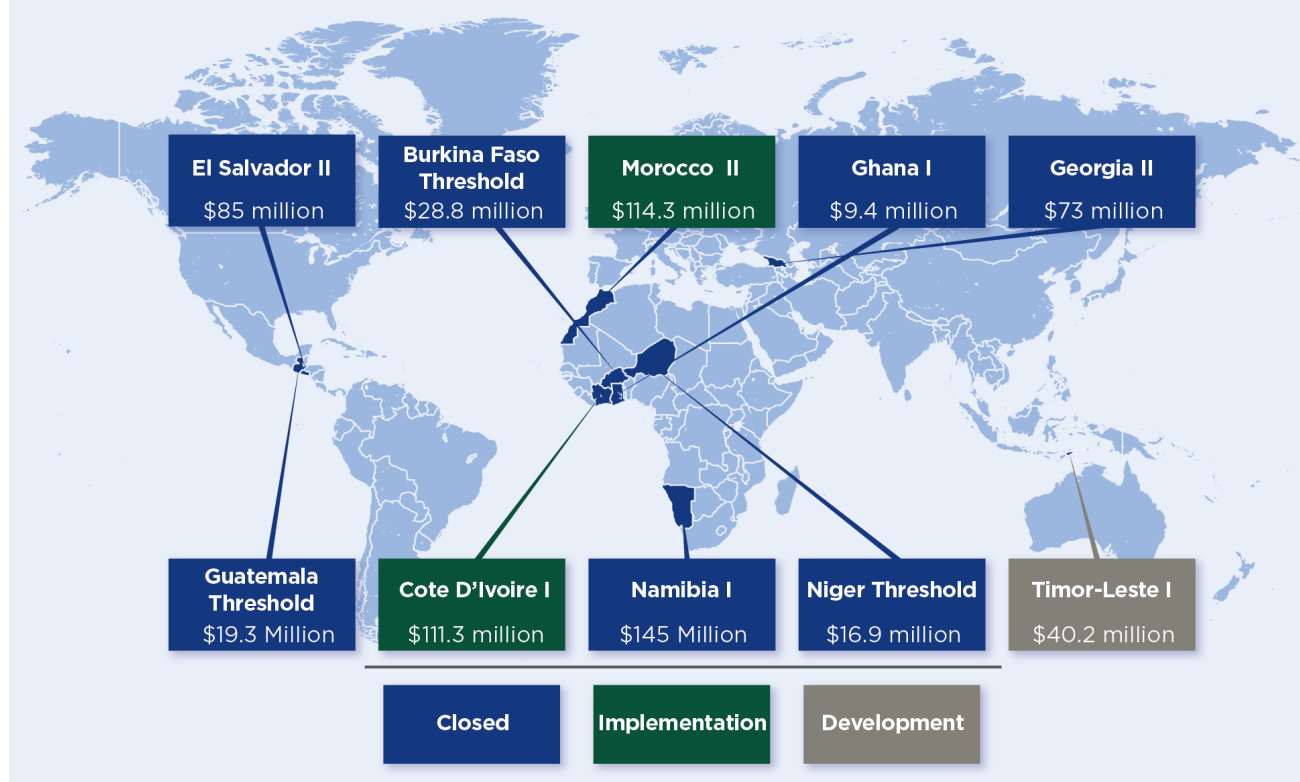 El Salvador II
$85 million
Burkina Faso
Threshold
$28.8 million
Morocco  II
$114.3 million
Ghana I
$9.4 million
Georgia II
$73 million
Guatemala
Threshold
$19.3 Million
Cote D’Ivoire I
$111.3 million
Namibia I
$145 Million
Niger Threshold
$16.9 million
Timor-Leste I
$40.2 million
Closed
Implementation
Development